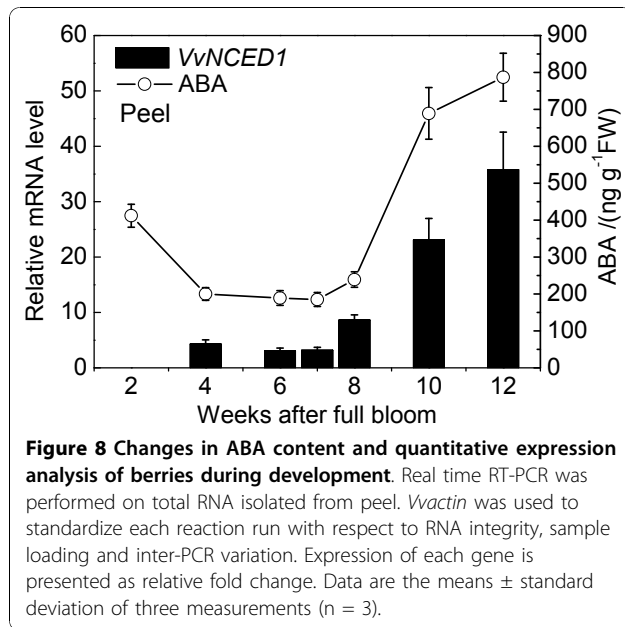 60
50
40
30
20
10
0
Relative mRNA level
VvNCED1
ABA
Peel
900
800
700
600
500
400
300
200
100
0
ABA /(ng g⁻¹FW)
2 4 6 8 10 12
Weeks after full bloom
Figure 8 Changes in ABA content and quantitative expression
analysis of berries during development. Real time RT-PCR was
performed on total RNA isolated from peel. Vvactin was used to
standardize each reaction run with respect to RNA integrity, sample
loading and inter-PCR variation. Expression of each gene is
presented as relative fold change. Data are the means ± standard
deviation of three measurements (n = 3).